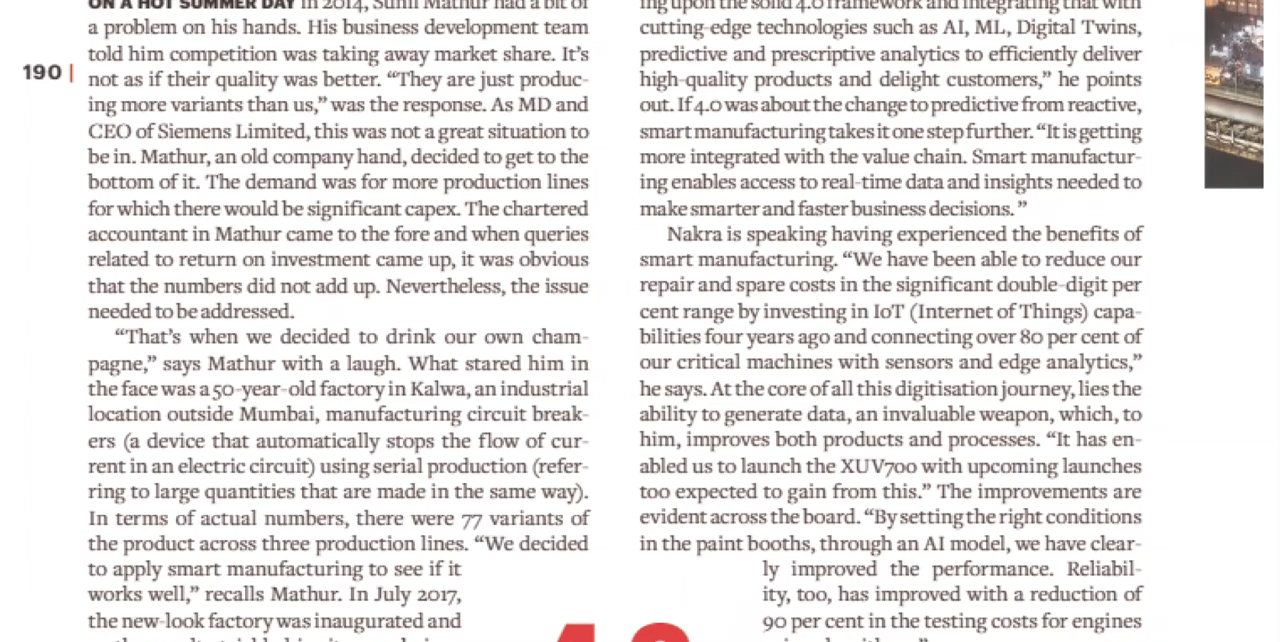 ON A HOT SUMMER DAY in 2014, Sunil Mathur had a bit of
a problem on his hands. His business development team
told him competition was taking away market share. It's
190 |
not as if their quality was better. “They are just produc-
ing more variants than us,” was the response. As MD and
CEO of Siemens Limited, this was not a great situation to
be in. Mathur, an old company hand, decided to get to the
bottom of it. The demand was for more production lines
for which there would be significant capex. The chartered
accountant in Mathur came to the fore and when queries
related to return on investment came up, it was obvious
that the numbers did not add up. Nevertheless, the issue
needed to be addressed.
“That's when we decided to drink our own cham-
pagne,” says Mathur with a laugh. What stared him in
the face was a 50-year-old factory in Kalwa, an industrial
location outside Mumbai, manufacturing circuit break-
ers (a device that automatically stops the flow of cur-
rent in an electric circuit) using serial production (refer-
ring to large quantities that are made in the same way).
In terms of actual numbers, there were 77 variants of
the product across three production lines. “We decided
to apply smart manufacturing to see if it
works well,” recalls Mathur. In July 2017,
the new-look factory was inaugurated and
ing upon the solid 4.0 framework and integrating that with
cutting-edge technologies such as AI, ML, Digital Twins,
predictive and prescriptive analytics to efficiently deliver
high-quality products and delight customers,” he points
out. If 4.0 was about the change to predictive from reactive,
smart manufacturing takes it one step further. “It is getting
more integrated with the value chain. Smart manufactur-
ing enables access to real-time data and insights needed to
make smarter and faster business decisions.”
Nakra is speaking having experienced the benefits of
smart manufacturing. “We have been able to reduce our
repair and spare costs in the significant double-digit per
cent range by investing in IoT (Internet of Things) capa-
bilities four years ago and connecting over 80 per cent of
our critical machines with sensors and edge analytics,”
he says. At the core of all this digitisation journey, lies the
ability to generate data, an invaluable weapon, which, to
him, improves both products and processes. “It has en-
abled us to launch the XUV700 with upcoming launches
too expected to gain from this.” The improvements are
evident across the board. “By setting the right conditions
in the paint booths, through an AI model, we have clear-
ly improved the performance. Reliabil-
ity, too, has improved with a reduction of
90 per cent in the testing costs for engines